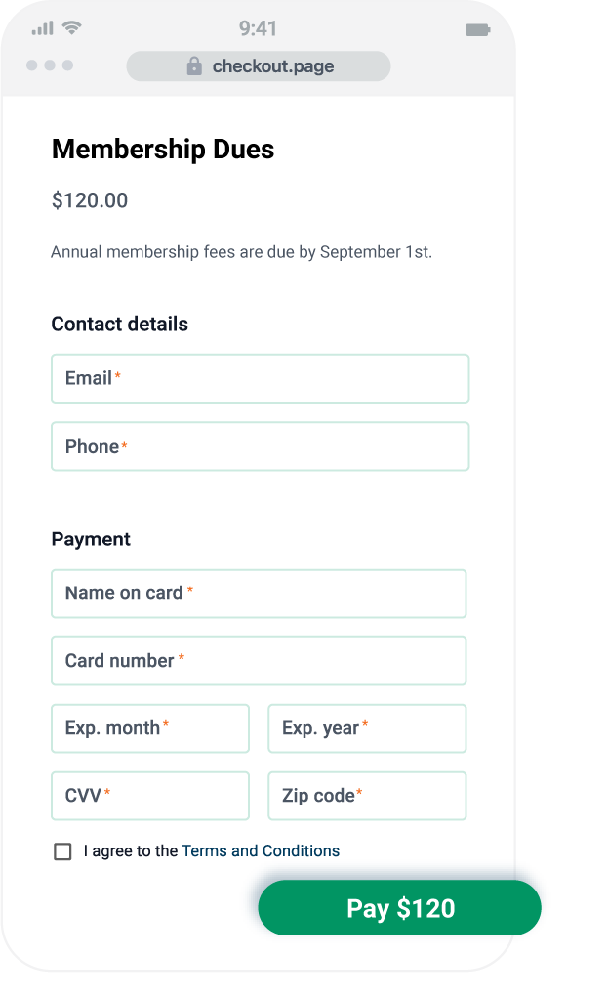 9:41
checkout.page
Membership Dues
$120.00
Annual membership fees are due by September 1st.
Contact details
Email*
Phone*
Payment
Name on card *
Card number *
Exp. month* Exp. year*
CVV* Zip code*
I agree to the Terms and Conditions
Pay $120